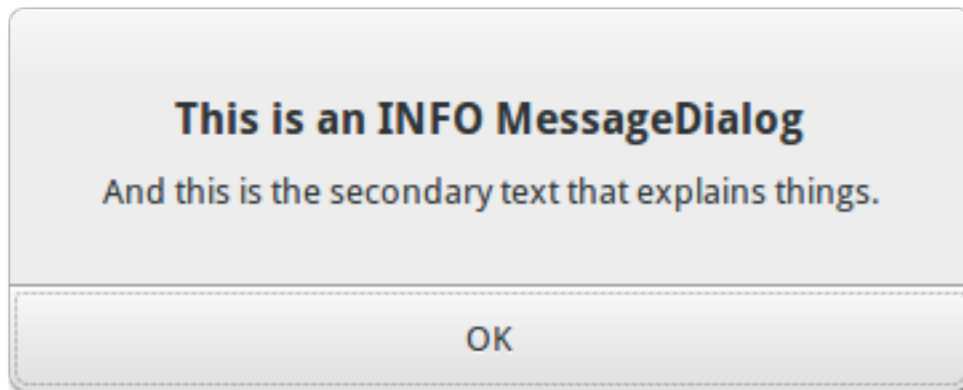 This is an INFO MessageDialog
And this is the secondary text that explains things.
OK